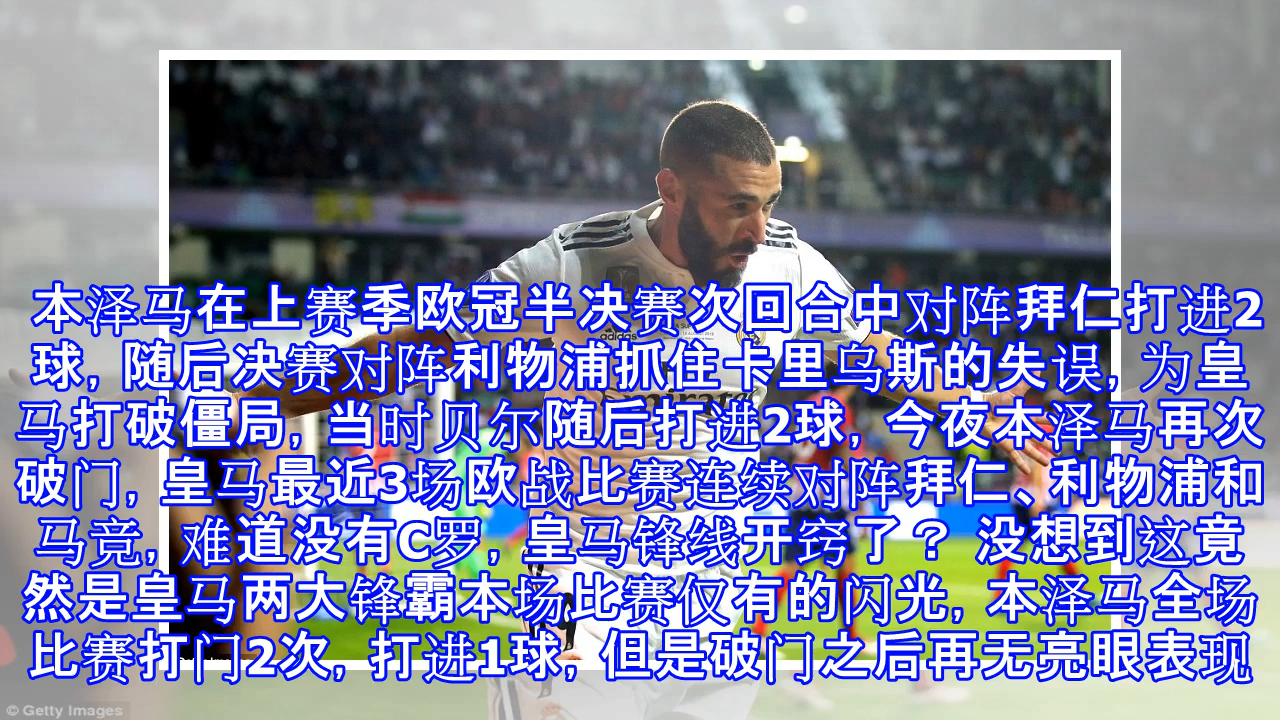 本泽马在上赛季欧冠半决赛次回合中对阵拜仁打进2
球, 随后决赛对阵利物浦抓住卡里乌斯的失误, 为皇
马打破僵局, 当时贝尔随后打进2球, 今夜本泽马再次
破门, 皇马最近3场欧战比赛连续对阵拜仁、利物浦和
马竞, 难道没有C罗, 皇马锋线开窍了？ 没想到这竟
然是皇马两大锋霸本场比赛仅有的闪光, 本泽马全场
比赛打门2次, 打进1球, 但是破门之后再无亮眼表现
adidas
Emirates
© Getty Images